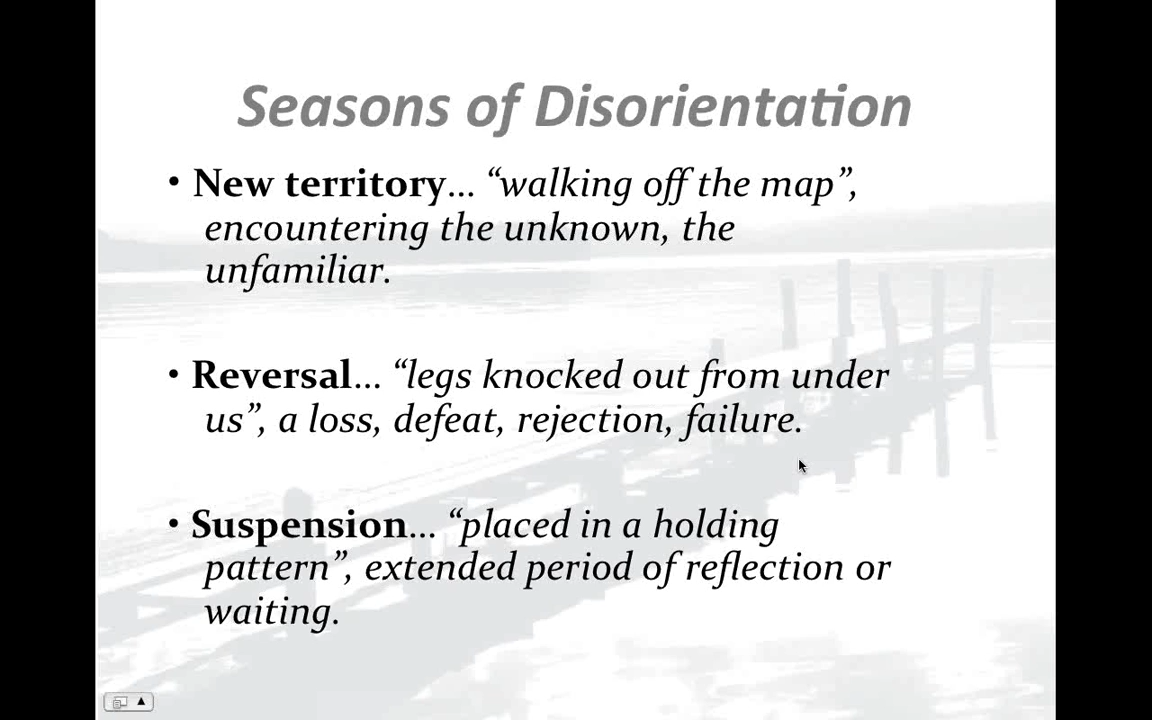 Seasons of Disorientation
• New territory… “walking off the map”,
encountering the unknown, the
unfamiliar.
• Reversal… “legs knocked out from under
us”, a loss, defeat, rejection, failure.
• Suspension… “placed in a holding
pattern”, extended period of reflection or
waiting.